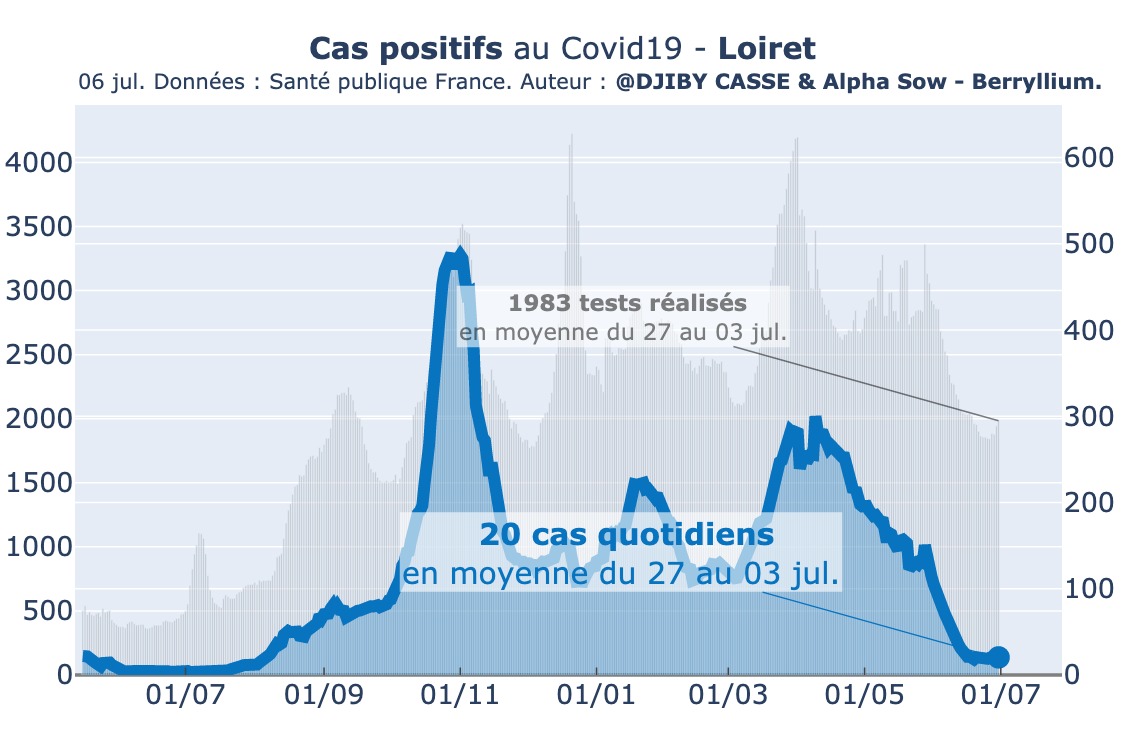 Cas positifs au Covid19 - Loiret
06 jul. Données : Santé publique France. Auteur : @DJIBY CASSE & Alpha Sow - Berryllium.
4000
3500
3000
2500
2000
1500
1000
500
0
600
500
400
300
200
100
0
1983 tests réalisés
en moyenne du 27 au 03 jul.
20 cas quotidiens
en moyenne du 27 au 03 jul.
01/07 01/09 01/11 01/01 01/03 01/05 01/07